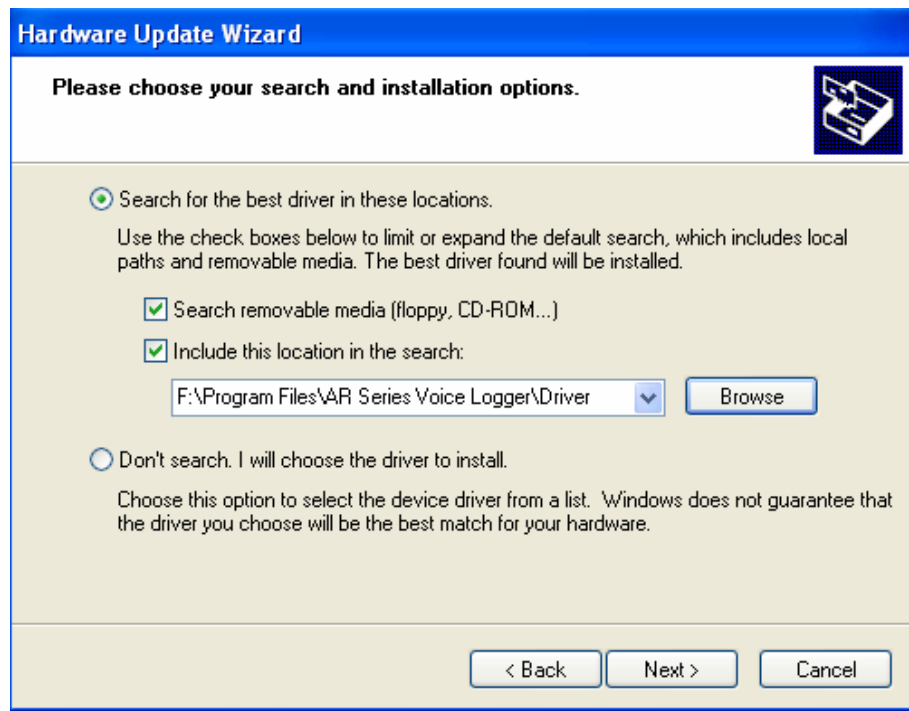 Hardware Update Wizard
Please choose your search and installation options.
Search for the best driver in these locations.
Use the check boxes below to limit or expand the default search, which includes local
paths and removable media. The best driver found will be installed.
Search removable media (floppy, CD-ROM...)
Include this location in the search:
F:\Program Files\AR Series Voice Logger\Driver
Browse
Don't search. I will choose the driver to install.
Choose this option to select the device driver from a list.  Windows does not guarantee that
the driver you choose will be the best match for your hardware.
< Back
Next >
Cancel